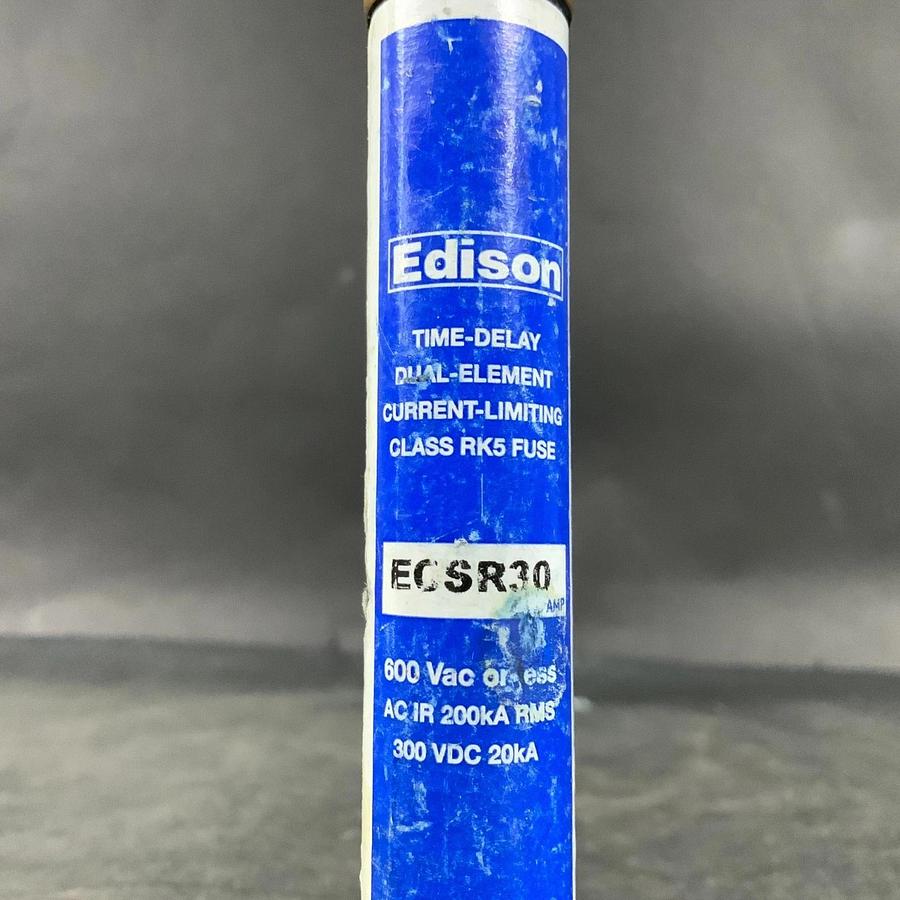 Edison
TIME-DELAY
DUAL-ELEMENT
CURRENT-LIMITING
CLASS RK5 FUSE
ECSR30
AMP
600 Vac or less
AC IR 200kA RMS
300 VDC 20kA